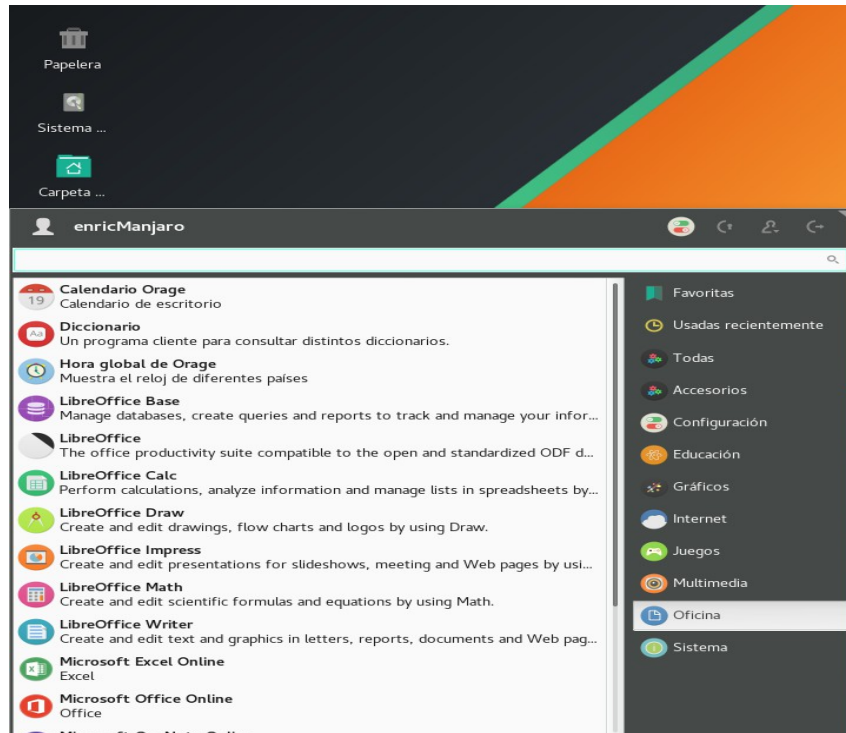 Papelera
Sistema ...
Carpeta ...
enricManjaro
19
Calendario Orage
Calendario de escritorio
Aa
Diccionario
Un programa cliente para consultar distintos diccionarios.
Hora global de Orage
Muestra el reloj de diferentes países
LibreOffice Base
Manage databases, create queries and reports to track and manage your infor...
LibreOffice
The office productivity suite compatible to the open and standardized ODF d...
LibreOffice Calc
Perform calculations, analyze information and manage lists in spreadsheets by...
LibreOffice Draw
Create and edit drawings, flow charts and logos by using Draw.
LibreOffice Impress
Create and edit presentations for slideshows, meeting and Web pages by usi...
LibreOffice Math
Create and edit scientific formulas and equations by using Math.
LibreOffice Writer
Create and edit text and graphics in letters, reports, documents and Web pag...
Microsoft Excel Online
Excel
Microsoft Office Online
Office
Favoritas
Usadas recientemente
Todas
Accesorios
Configuración
Educación
Gráficos
Internet
Juegos
Multimedia
Oficina
Sistema